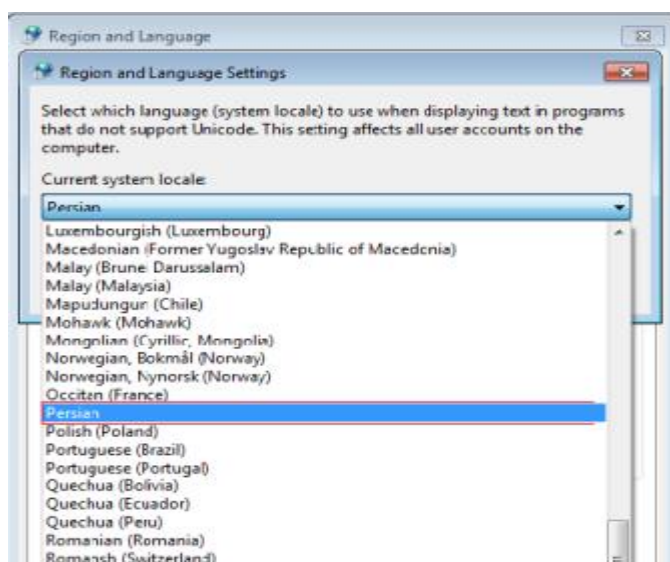 Region and Language
Region and Language Settings
Select which language (system locale) to use when displaying text in programs
that do not support Unicode. This setting affects all user accounts on the
computer.
Current system locale:
Persian
Luxembourgish (Luxembourg)
Macedonian (Former Yugoslav Republic of Macedonia)
Malay (Brunei Darussalam)
Malay (Malaysia)
Mapudungun (Chile)
Mohawk (Mohawk)
Mongolian (Cyrillic, Mongolia)
Norwegian, Bokmål (Norway)
Norwegian, Nynorsk (Norway)
Occitan (France)
Persian
Polish (Poland)
Portuguese (Brazil)
Portuguese (Portugal)
Quechua (Bolivia)
Quechua (Ecuador)
Quechua (Peru)
Romanian (Romania)
Romansh (Switzerland)